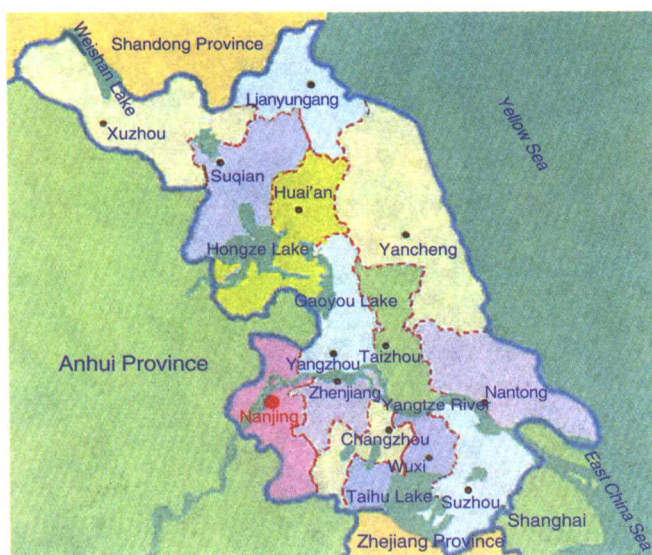 Shandong Province
Weishan Lake
Lianyungang
Xuzhou
Yellow Sea
Suqian
Huai'an
Hongze Lake
Yancheng
Gaoyou Lake
Anhui Province
Yangzhou
Taizhou
Zhenjiang
Nantong
Nanjing
Yangtze River
Changzhou
Wuxi
East China Sea
Taihu Lake
Suzhou
Shanghai
Zhejiang Province